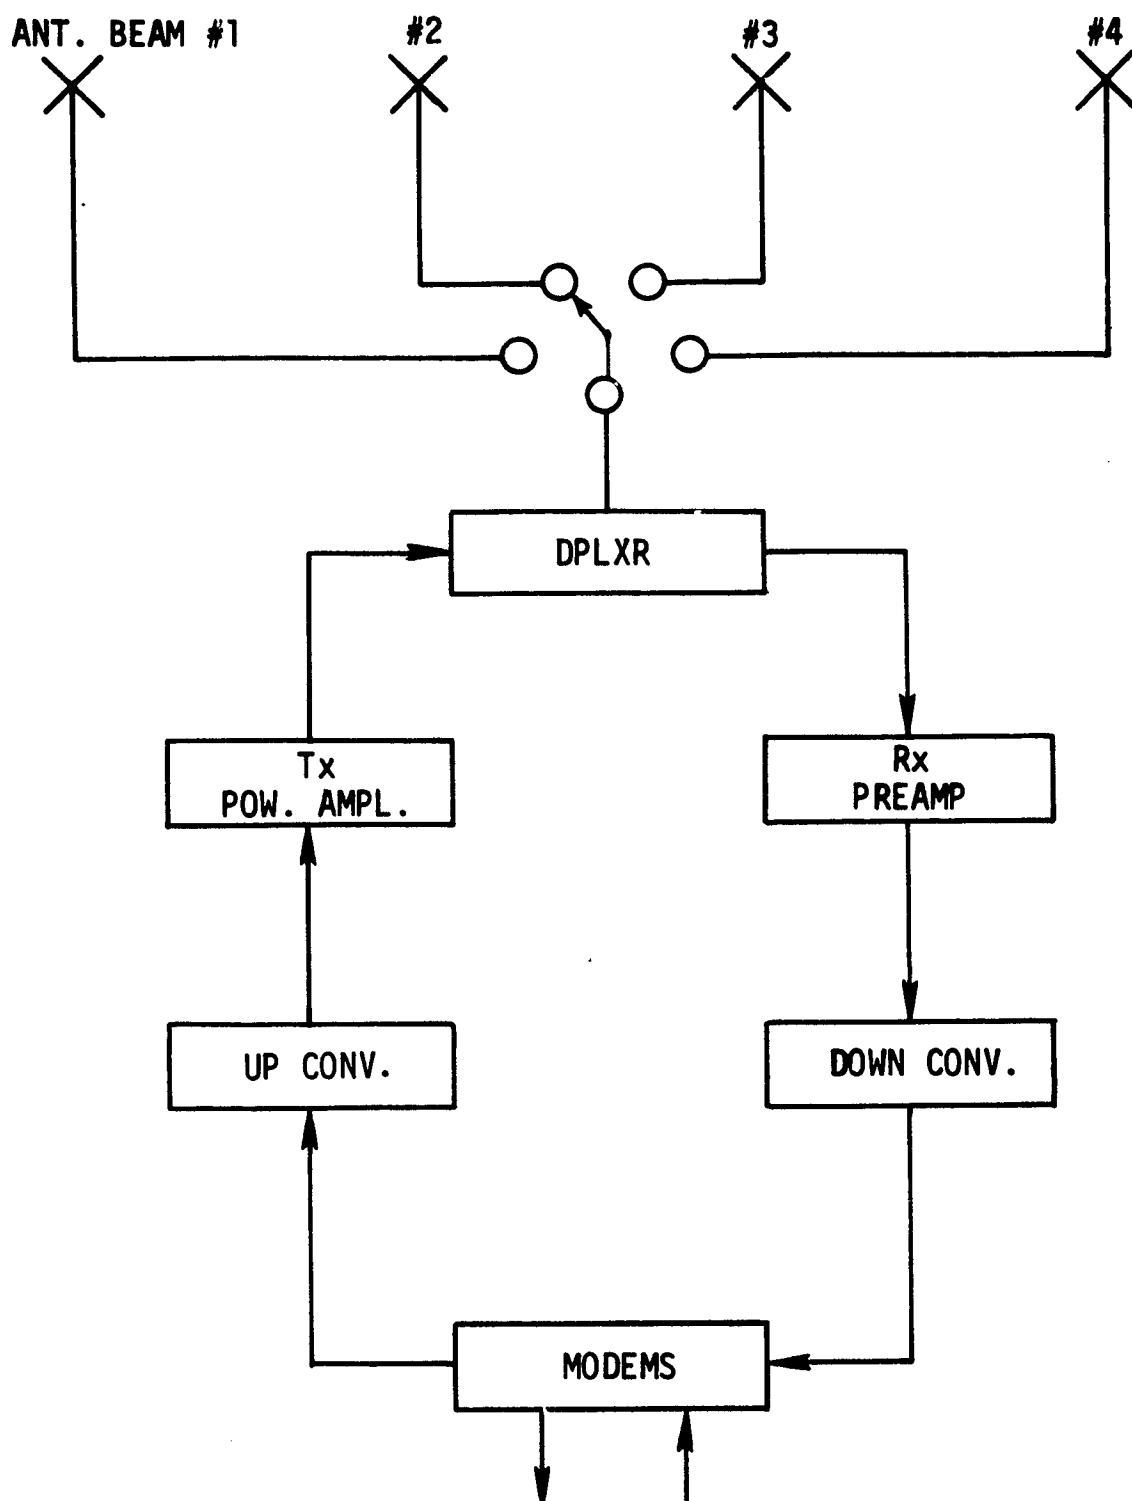 ANT. BEAM #1
#2
#3
#4
DPLXR
Tx
POW. AMPL.
Rx
PREAMP
UP CONV.
DOWN CONV.
MODEMS